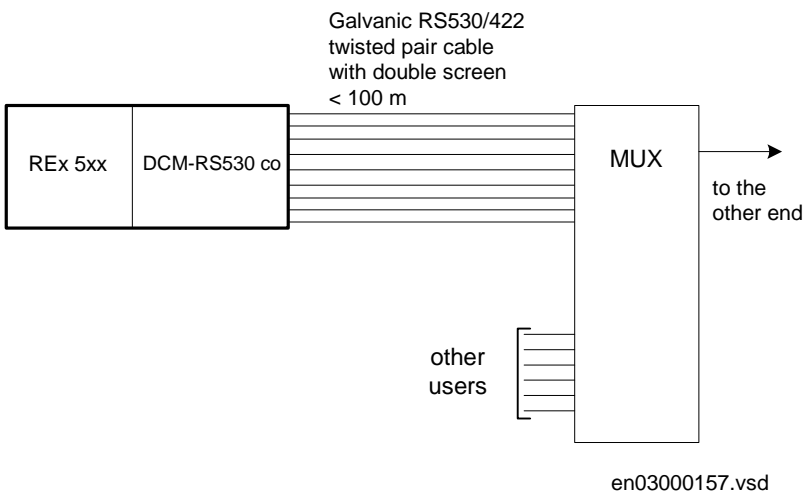 Galvanic RS530/422
twisted pair cable
with double screen
< 100 m
REx 5xx
DCM-RS530 co
MUX
to the
other end
other
users
en03000157.vsd